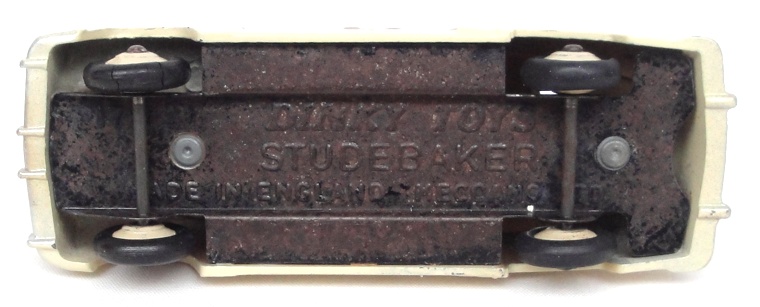 DINKY TOYS
STUDEBAKER
MADE IN ENGLAND MECCANO LTD